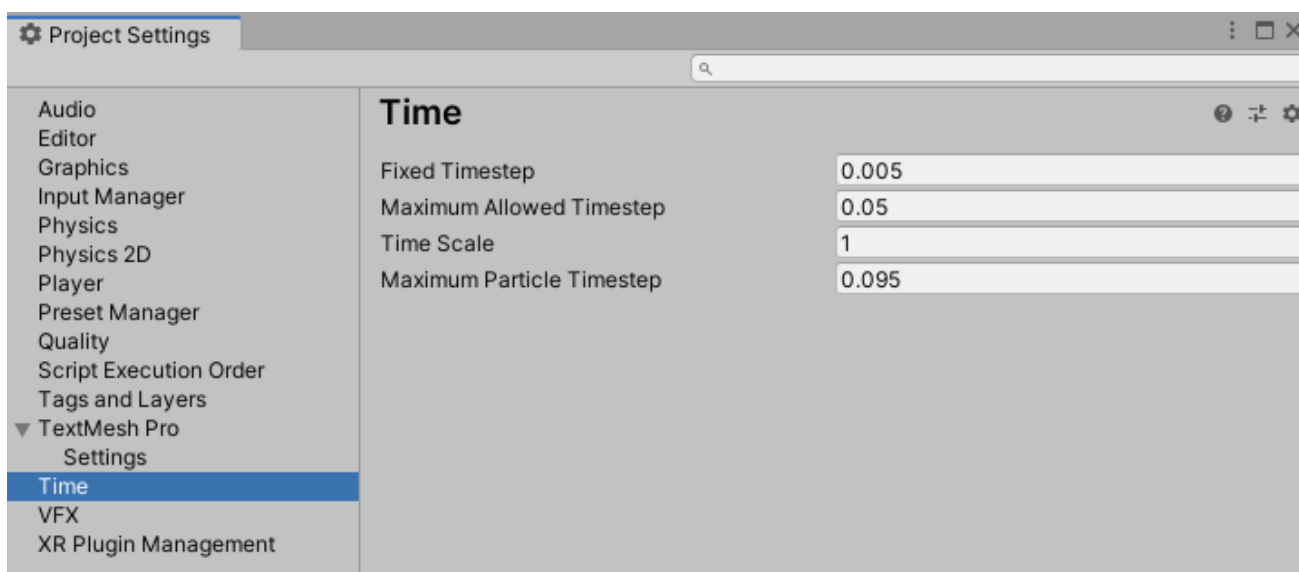 Project Settings
Audio
Editor
Graphics
Input Manager
Physics
Physics 2D
Player
Preset Manager
Quality
Script Execution Order
Tags and Layers
TextMesh Pro
Settings
Time
VFX
XR Plugin Management
Time
Fixed Timestep 0.005
Maximum Allowed Timestep 0.05
Time Scale 1
Maximum Particle Timestep 0.095